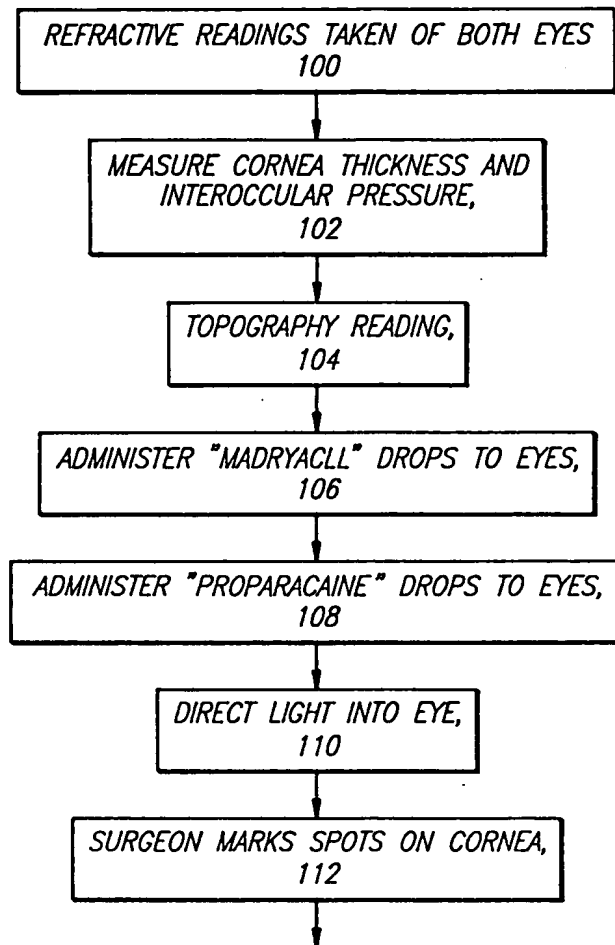 REFRACTIVE READINGS TAKEN OF BOTH EYES
100
MEASURE CORNEA THICKNESS AND
INTEROCCULAR PRESSURE,
102
TOPOGRAPHY READING,
104
ADMINISTER "MADRYACLL" DROPS TO EYES,
106
ADMINISTER "PROPARACAINE" DROPS TO EYES,
108
DIRECT LIGHT INTO EYE,
110
SURGEON MARKS SPOTS ON CORNEA,
112